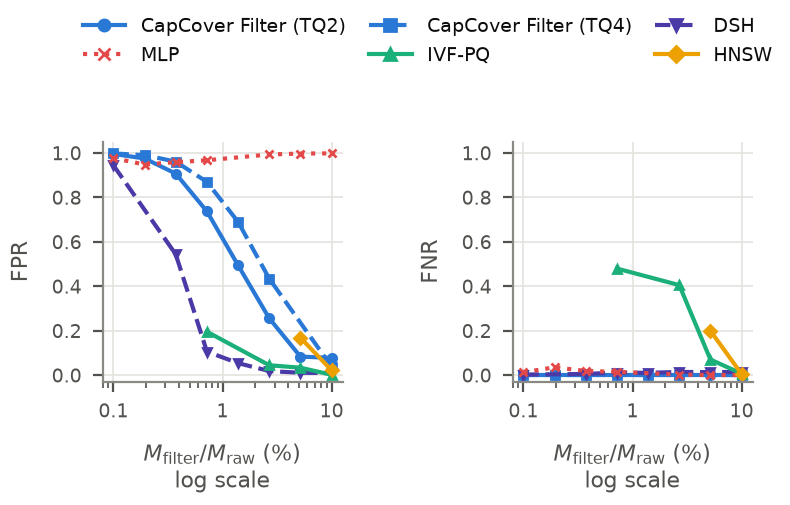 CapCover Filter (TQ2) CapCover Filter (TQ4) DSH
MLP IVF-PQ HNSW
FPR
1.0
0.8
0.6
0.4
0.2
0.0
0.1 1 10
M_filter/M_raw (%)
log scale
FNR
1.0
0.8
0.6
0.4
0.2
0.0
0.1 1 10
M_filter/M_raw (%)
log scale